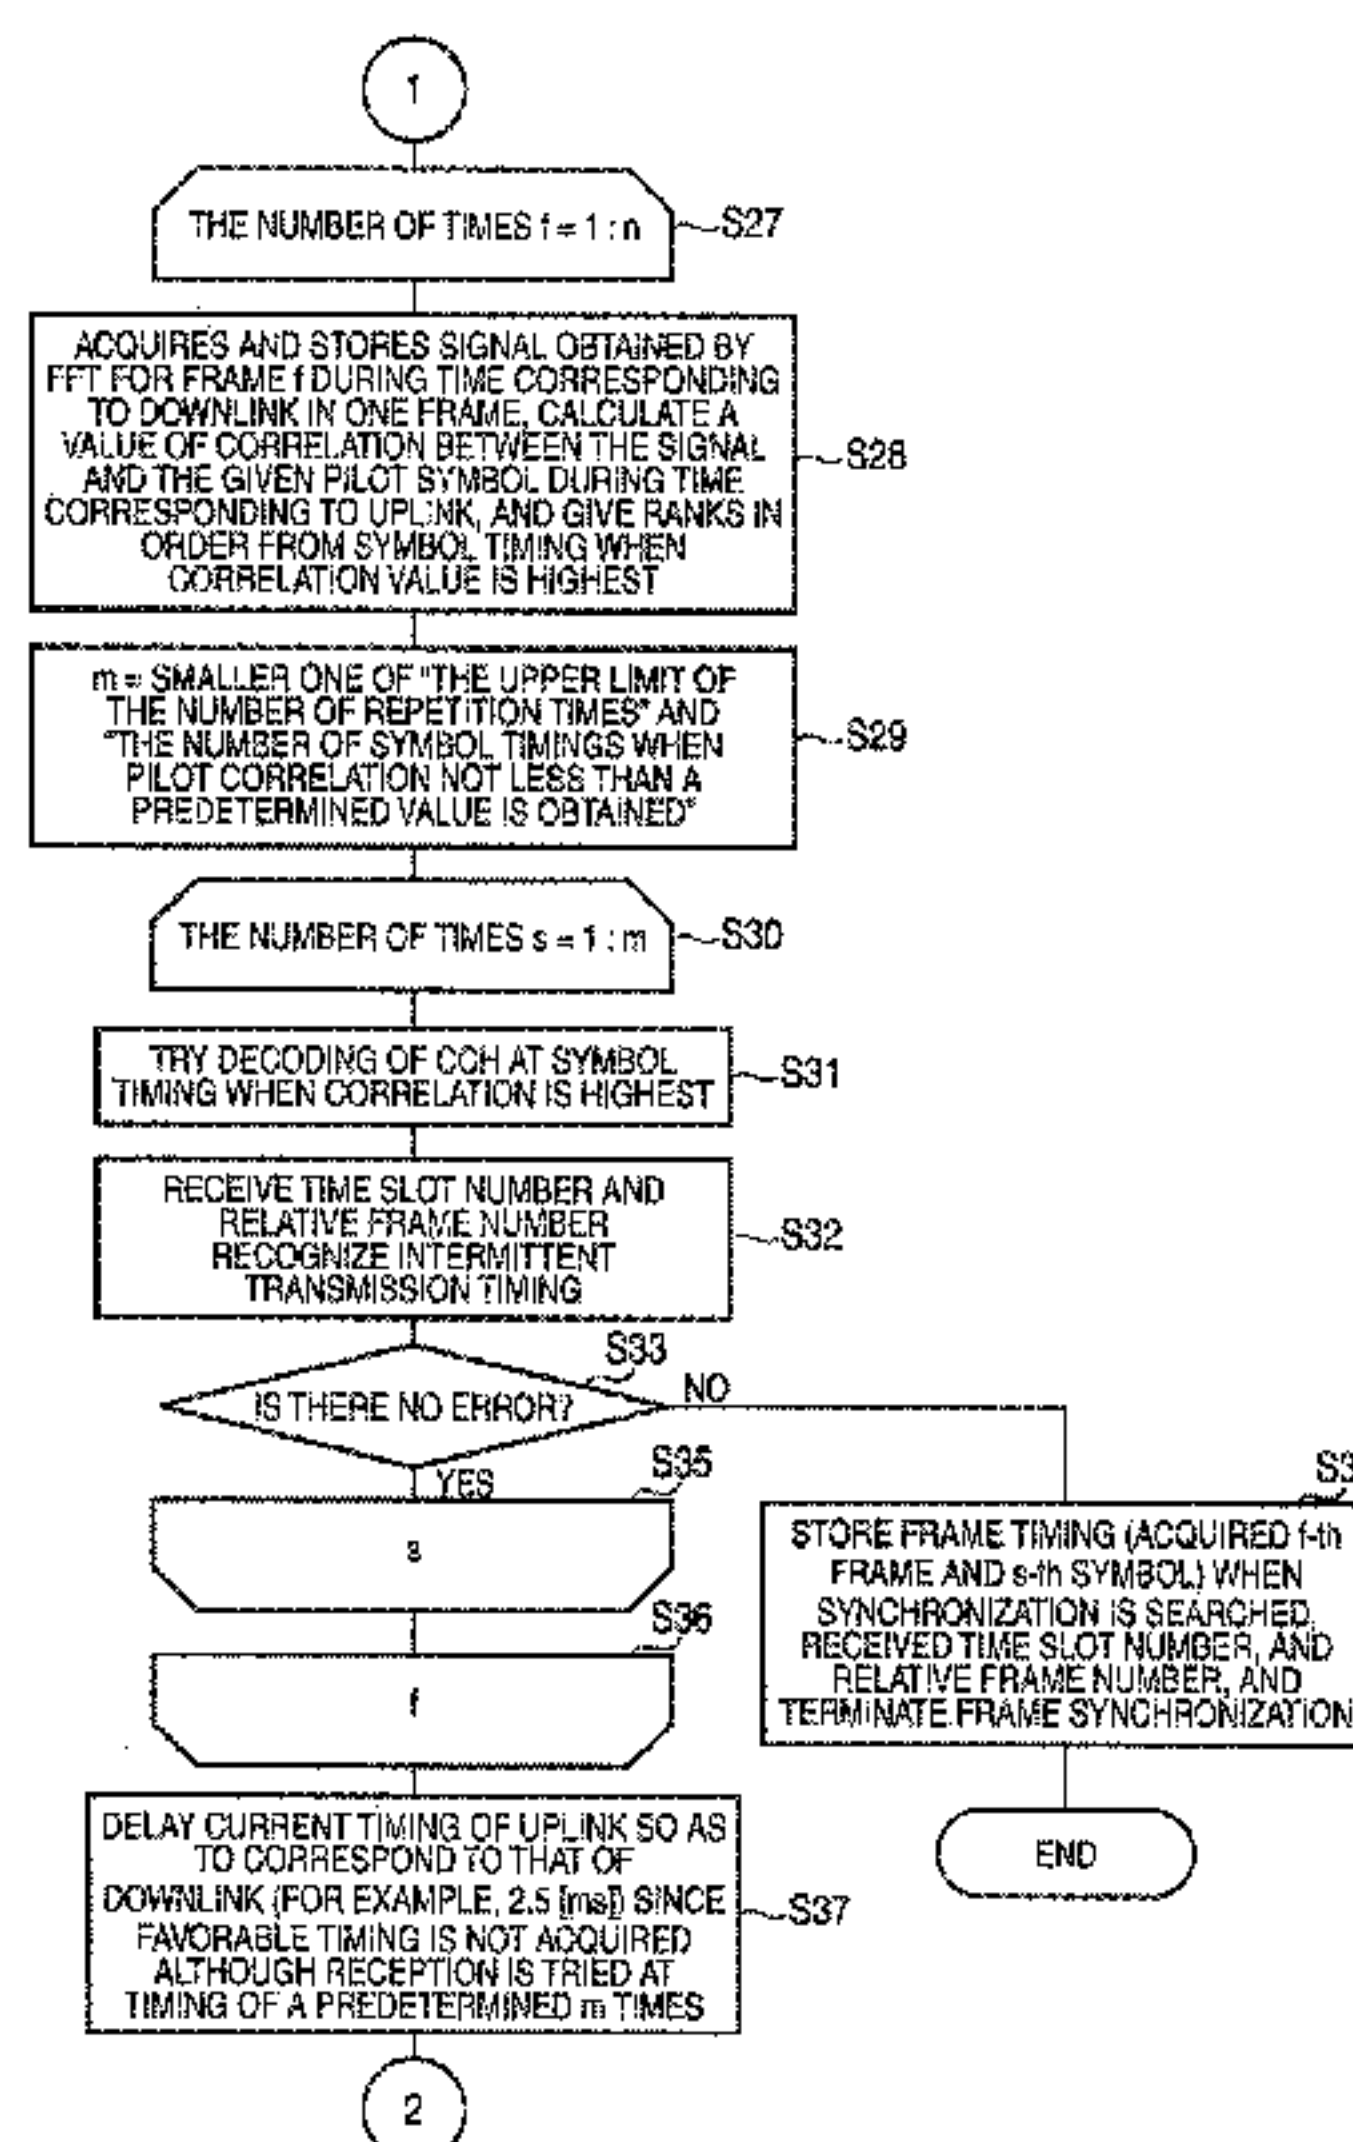 1
THE NUMBER OF TIMES f = 1 : n
S27
ACQUIRES AND STORES SIGNAL OBTAINED BY
FFT FOR FRAME f DURING TIME CORRESPONDING
TO DOWNLINK IN ONE FRAME, CALCULATE A
VALUE OF CORRELATION BETWEEN THE SIGNAL
AND THE GIVEN PILOT SYMBOL DURING TIME
CORRESPONDING TO UPLINK, AND GIVE RANKS IN
ORDER FROM SYMBOL TIMING WHEN
CORRELATION VALUE IS HIGHEST
S28
m = SMALLER ONE OF "THE UPPER LIMIT OF
THE NUMBER OF REPETITION TIMES" AND
"THE NUMBER OF SYMBOL TIMINGS WHEN
PILOT CORRELATION NOT LESS THAN A
PREDETERMINED VALUE IS OBTAINED"
S29
THE NUMBER OF TIMES s = 1 : m
S30
TRY DECODING OF CCH AT SYMBOL
TIMING WHEN CORRELATION IS HIGHEST
S31
RECEIVE TIME SLOT NUMBER AND
RELATIVE FRAME NUMBER
RECOGNIZE INTERMITTENT
TRANSMISSION TIMING
S32
S33
IS THERE NO ERROR?
NO
YES
S35
s
S36
f
S3
STORE FRAME TIMING (ACQUIRED f-th
FRAME AND s-th SYMBOL) WHEN
SYNCHRONIZATION IS SEARCHED,
RECEIVED TIME SLOT NUMBER, AND
RELATIVE FRAME NUMBER, AND
TERMINATE FRAME SYNCHRONIZATION
END
DELAY CURRENT TIMING OF UPLINK SO AS
TO CORRESPOND TO THAT OF
DOWNLINK (FOR EXAMPLE, 2.5 [ms]) SINCE
FAVORABLE TIMING IS NOT ACQUIRED
ALTHOUGH RECEPTION IS TRIED AT
TIMING OF A PREDETERMINED m TIMES
S37
2